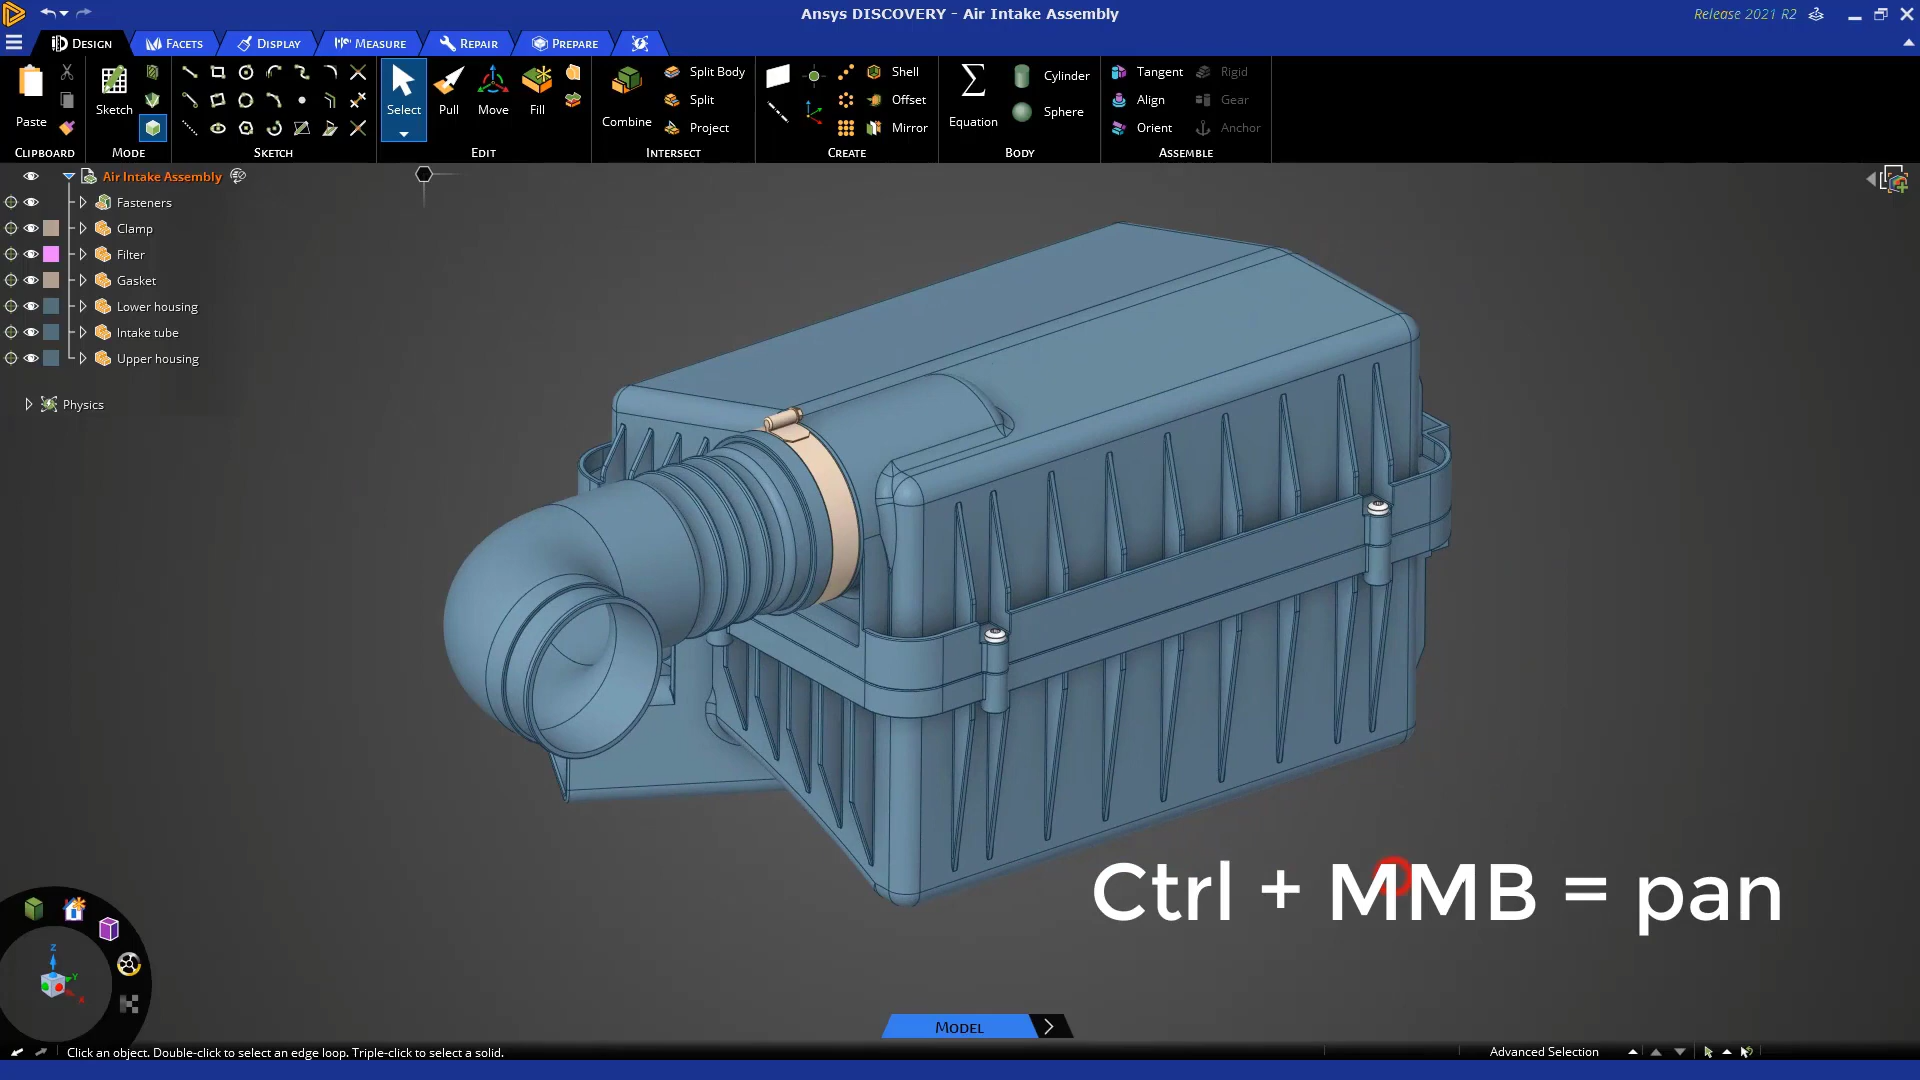 Ansys DISCOVERY - Air Intake Assembly
Release 2021 R2
DESIGN
FACETS
DISPLAY
MEASURE
REPAIR
PREPARE
Paste
CLIPBOARD
Sketch
MODE
SKETCH
Select
Pull
Move
Fill
EDIT
Combine
Split Body
Split
Project
INTERSECT
Shell
Offset
Mirror
CREATE
Equation
Cylinder
Sphere
BODY
Tangent
Align
Orient
Rigid
Gear
Anchor
ASSEMBLE
Air Intake Assembly
Fasteners
Clamp
Filter
Gasket
Lower housing
Intake tube
Upper housing
Physics
Ctrl + MMB = pan
Z
Y
X
MODEL
Click an object. Double-click to select an edge loop. Triple-click to select a solid.
Advanced Selection